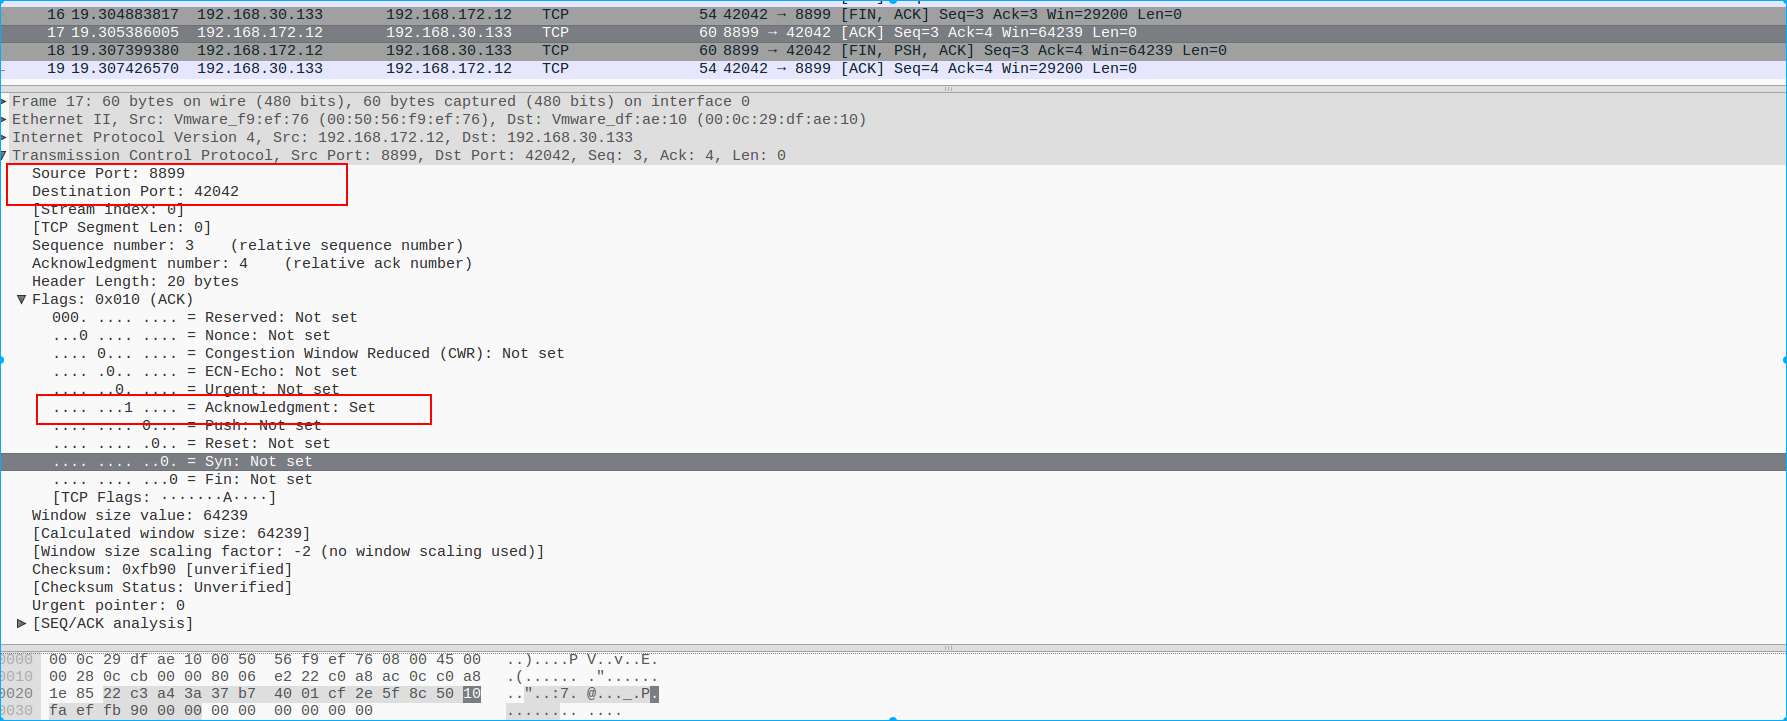 16 19.304883817 192.168.30.133 192.168.172.12 TCP 54 42042 → 8899 [FIN, ACK] Seq=3 Ack=3 Win=29200 Len=0
17 19.305386005 192.168.172.12 192.168.30.133 TCP 60 8899 → 42042 [ACK] Seq=3 Ack=4 Win=64239 Len=0
18 19.307399380 192.168.172.12 192.168.30.133 TCP 60 8899 → 42042 [FIN, PSH, ACK] Seq=3 Ack=4 Win=64239 Len=0
19 19.307426570 192.168.30.133 192.168.172.12 TCP 54 42042 → 8899 [ACK] Seq=4 Ack=4 Win=29200 Len=0
Frame 17: 60 bytes on wire (480 bits), 60 bytes captured (480 bits) on interface 0
Ethernet II, Src: Vmware_f9:ef:76 (00:50:56:f9:ef:76), Dst: Vmware_df:ae:10 (00:0c:29:df:ae:10)
Internet Protocol Version 4, Src: 192.168.172.12, Dst: 192.168.30.133
Transmission Control Protocol, Src Port: 8899, Dst Port: 42042, Seq: 3, Ack: 4, Len: 0
Source Port: 8899
Destination Port: 42042
[Stream index: 0]
[TCP Segment Len: 0]
Sequence number: 3    (relative sequence number)
Acknowledgment number: 4    (relative ack number)
Header Length: 20 bytes
Flags: 0x010 (ACK)
000. .... .... = Reserved: Not set
...0 .... .... = Nonce: Not set
.... 0... .... = Congestion Window Reduced (CWR): Not set
.... .0.. .... = ECN-Echo: Not set
.... ..0. .... = Urgent: Not set
.... ...1 .... = Acknowledgment: Set
.... .... 0... = Push: Not set
.... .... .0.. = Reset: Not set
.... .... ..0. = Syn: Not set
.... .... ...0 = Fin: Not set
[TCP Flags: ·······A····]
Window size value: 64239
[Calculated window size: 64239]
[Window size scaling factor: -2 (no window scaling used)]
Checksum: 0xfb90 [unverified]
[Checksum Status: Unverified]
Urgent pointer: 0
[SEQ/ACK analysis]
0000 00 0c 29 df ae 10 00 50 56 f9 ef 76 08 00 45 00 ..)....P V..v..E.
0010 00 28 0c cb 00 00 80 06 e2 22 c0 a8 ac 0c c0 a8 .(...... ."......
0020 1e 85 22 c3 a4 3a 37 b7 40 01 cf 2e 5f 8c 50 10 .."..:7. @..._.P.
0030 fa ef fb 90 00 00 00 00 00 00 00 00 ........ ....